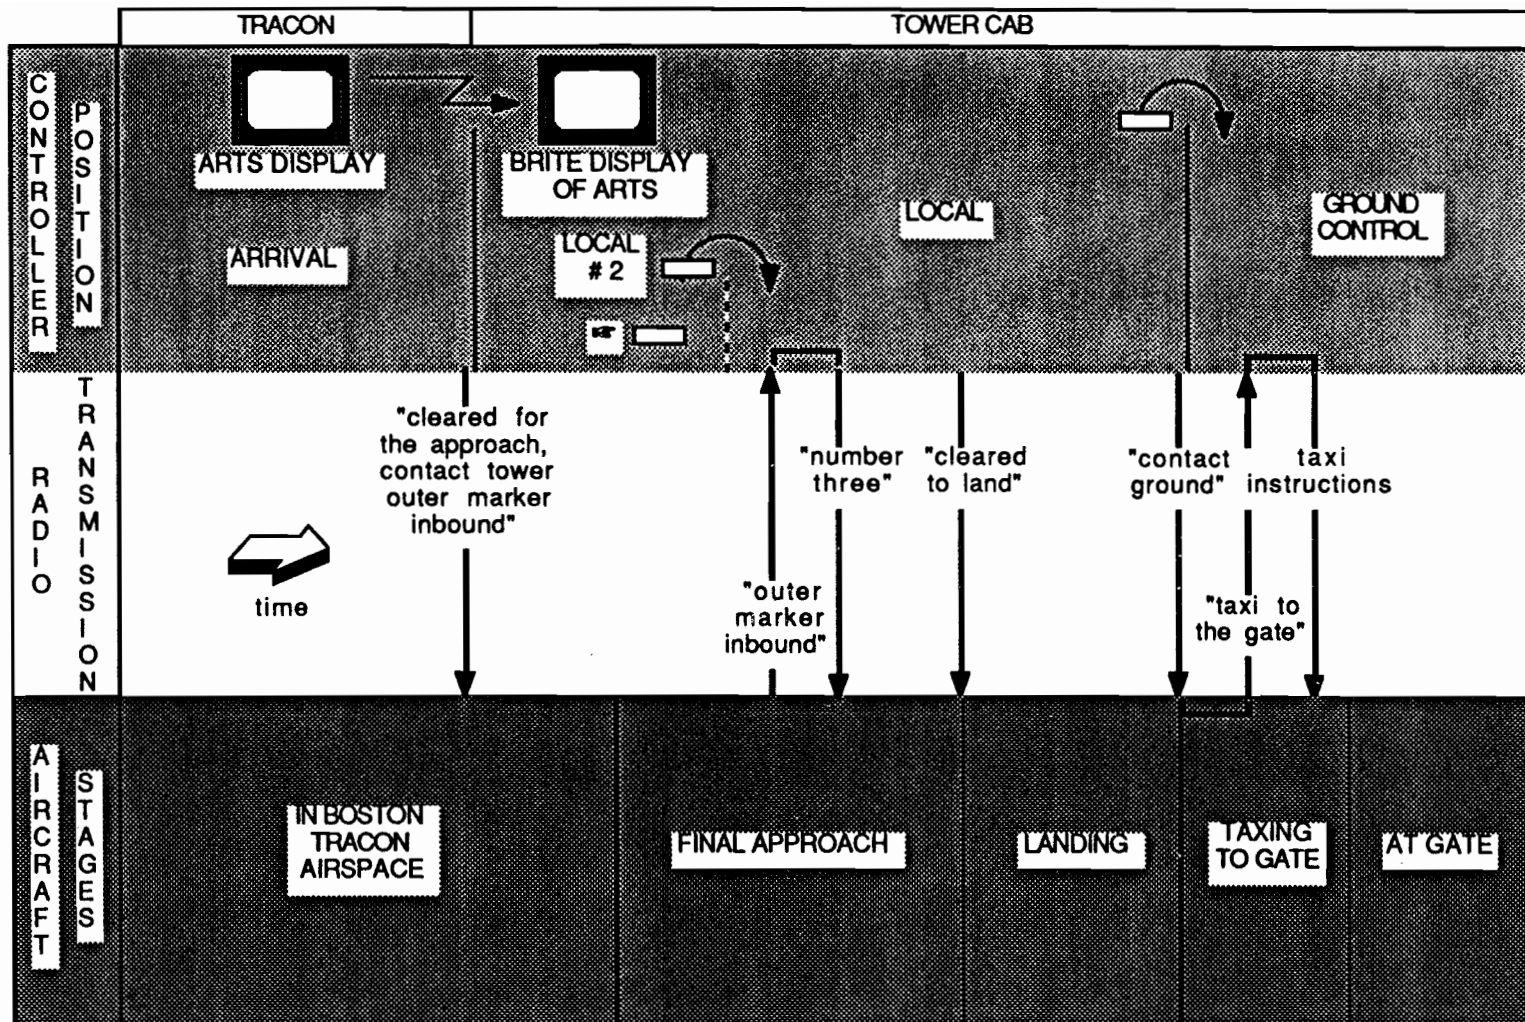 TRACON
TOWER CAB
CONTROLLER
POSITION
ARTS DISPLAY
BRITE DISPLAY
OF ARTS
ARRIVAL
LOCAL
# 2
LOCAL
GROUND
CONTROL
RADIO
TRANSMISSION
"cleared for
the approach,
contact tower
outer marker
inbound"
time
"outer
marker
inbound"
"number
three"
"cleared
to land"
"contact
ground"
"taxi to
the gate"
taxi
instructions
AIRCRAFT
STAGES
IN BOSTON
TRACON
AIRSPACE
FINAL APPROACH
LANDING
TAXING
TO GATE
AT GATE